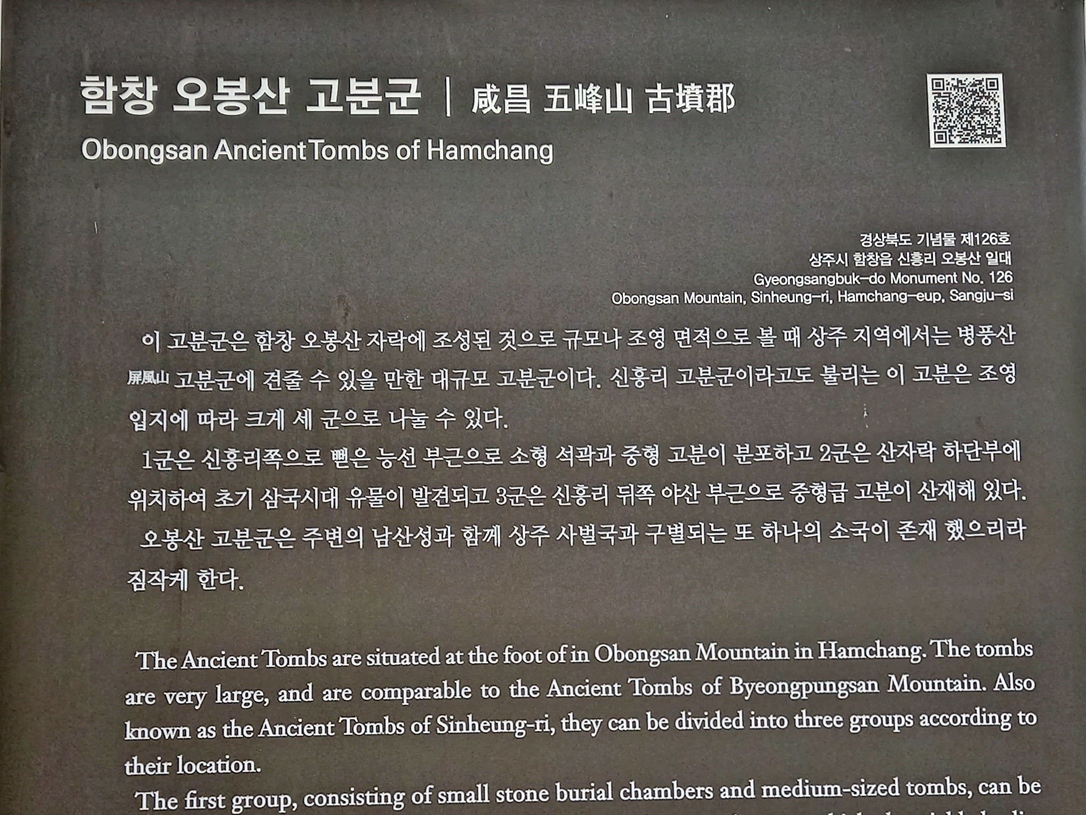 함창 오봉산 고분군 | 咸昌 五峰山 古墳郡
Obongsan Ancient Tombs of Hamchang
경상북도 기념물 제126호
상주시 함창읍 신흥리 오봉산 일대
Gyeongsangbuk-do Monument No. 126
Obongsan Mountain, Sinheung-ri, Hamchang-eup, Sangju-si
이 고분군은 함창 오봉산 자락에 조성된 것으로 규모나 조영 면적으로 볼 때 상주 지역에서는 병풍산
屛風山 고분군에 견줄 수 있을 만한 대규모 고분군이다. 신흥리 고분군이라고도 불리는 이 고분은 조영
입지에 따라 크게 세 군으로 나눌 수 있다.
1군은 신흥리쪽으로 뻗은 능선 부근으로 소형 석곽과 중형 고분이 분포하고 2군은 산자락 하단부에
위치하여 초기 삼국시대 유물이 발견되고 3군은 신흥리 뒤쪽 야산 부근으로 중형급 고분이 산재해 있다.
오봉산 고분군은 주변의 남산성과 함께 상주 사벌국과 구별되는 또 하나의 소국이 존재 했으리라
짐작케 한다.
The Ancient Tombs are situated at the foot of in Obongsan Mountain in Hamchang. The tombs
are very large, and are comparable to the Ancient Tombs of Byeongpungsan Mountain. Also
known as the Ancient Tombs of Sinheung-ri, they can be divided into three groups according to
their location.
The first group, consisting of small stone burial chambers and medium-sized tombs, can be